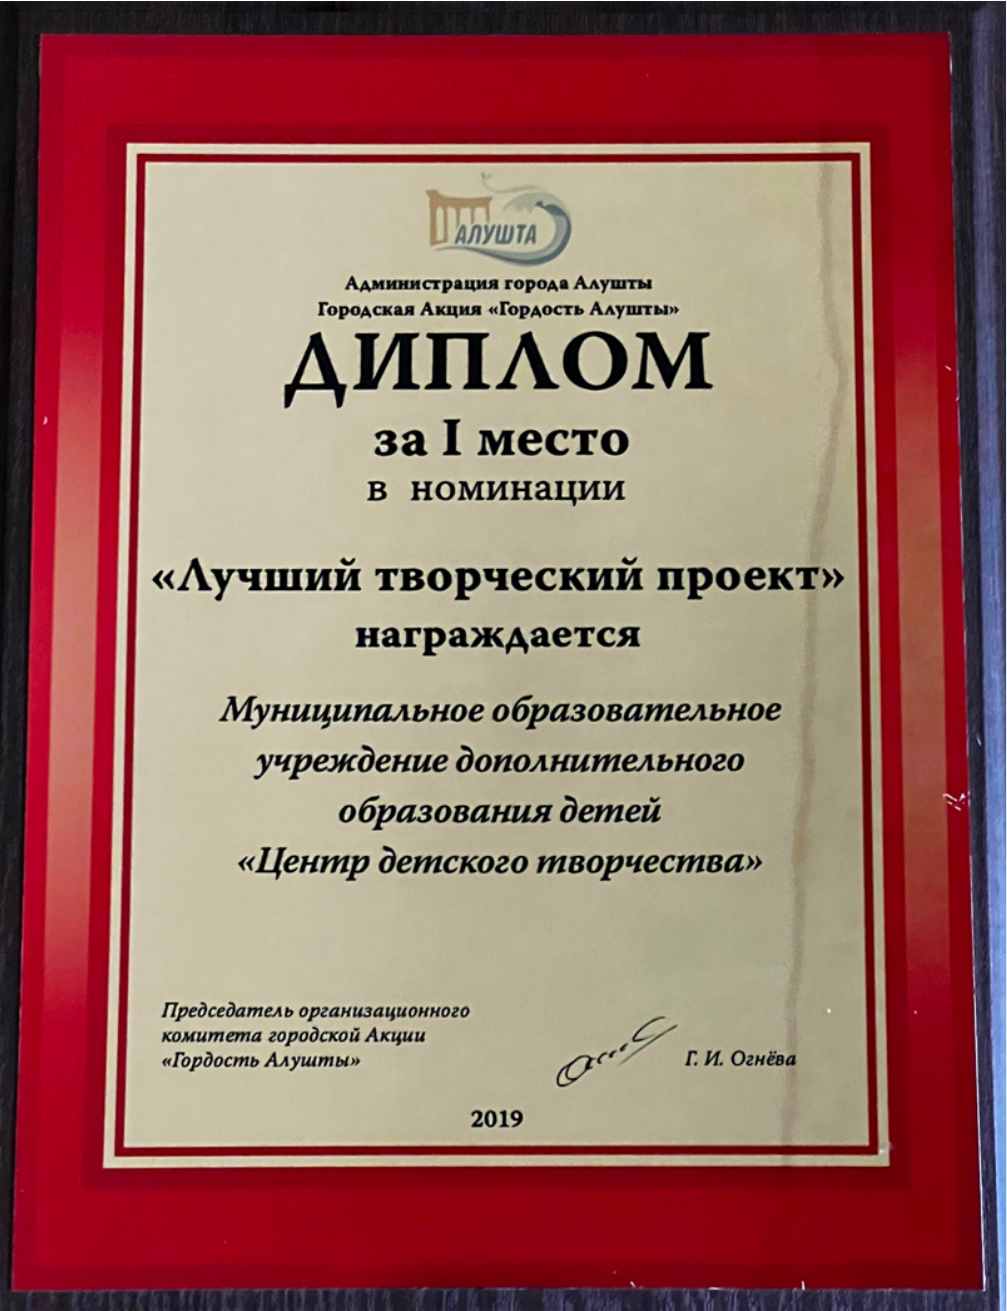 АЛУШТА
Администрация города Алушты
Городская Акция «Гордость Алушты»
ДИПЛОМ
за I место
в номинации
«Лучший творческий проект»
награждается
Муниципальное образовательное
учреждение дополнительного
образования детей
«Центр детского творчества»
Председатель организационного
комитета городской Акции
«Гордость Алушты»
Г. И. Огнёва
2019